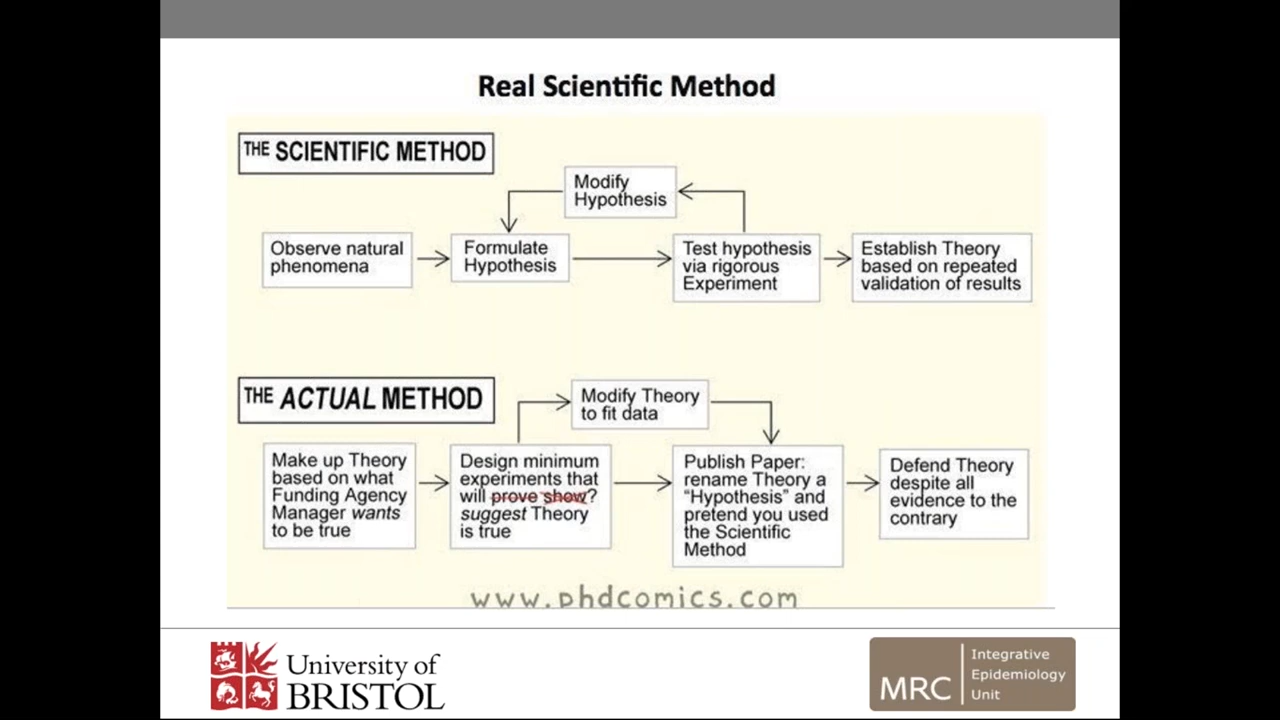 Real Scientific Method
THE SCIENTIFIC METHOD
Modify
Hypothesis
Observe natural
phenomena
Formulate
Hypothesis
Test hypothesis
via rigorous
Experiment
Establish Theory
based on repeated
validation of results
THE ACTUAL METHOD
Modify Theory
to fit data
Make up Theory
based on what
Funding Agency
Manager wants
to be true
Design minimum
experiments that
will prove show?
suggest Theory
is true
Publish Paper:
rename Theory a
“Hypothesis” and
pretend you used
the Scientific
Method
Defend Theory
despite all
evidence to the
contrary
www.phdcomics.com
University of
BRISTOL
MRC
Integrative
Epidemiology
Unit